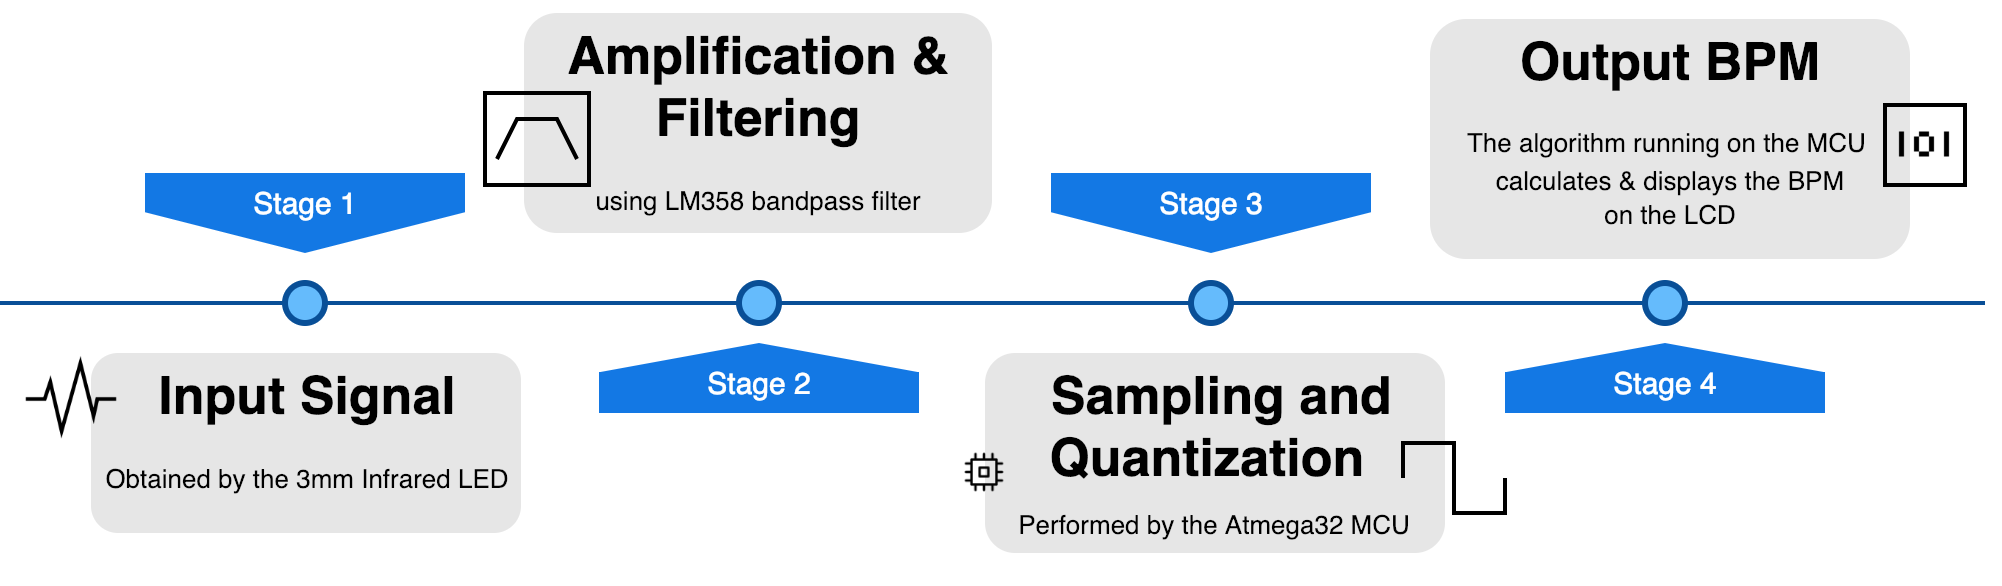 Stage 1
Input Signal
Obtained by the 3mm Infrared LED
Amplification &
Filtering
using LM358 bandpass filter
Stage 2
Stage 3
Sampling and
Quantization
Performed by the Atmega32 MCU
Output BPM
The algorithm running on the MCU
calculates & displays the BPM
on the LCD
101
Stage 4